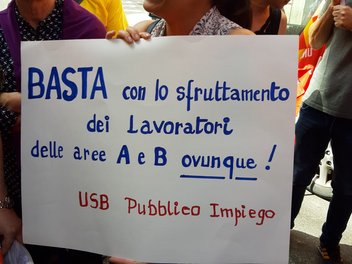 BASTA con lo sfruttamento
dei Lavoratori
delle aree A e B ovunque!
USB Pubblico Impiego